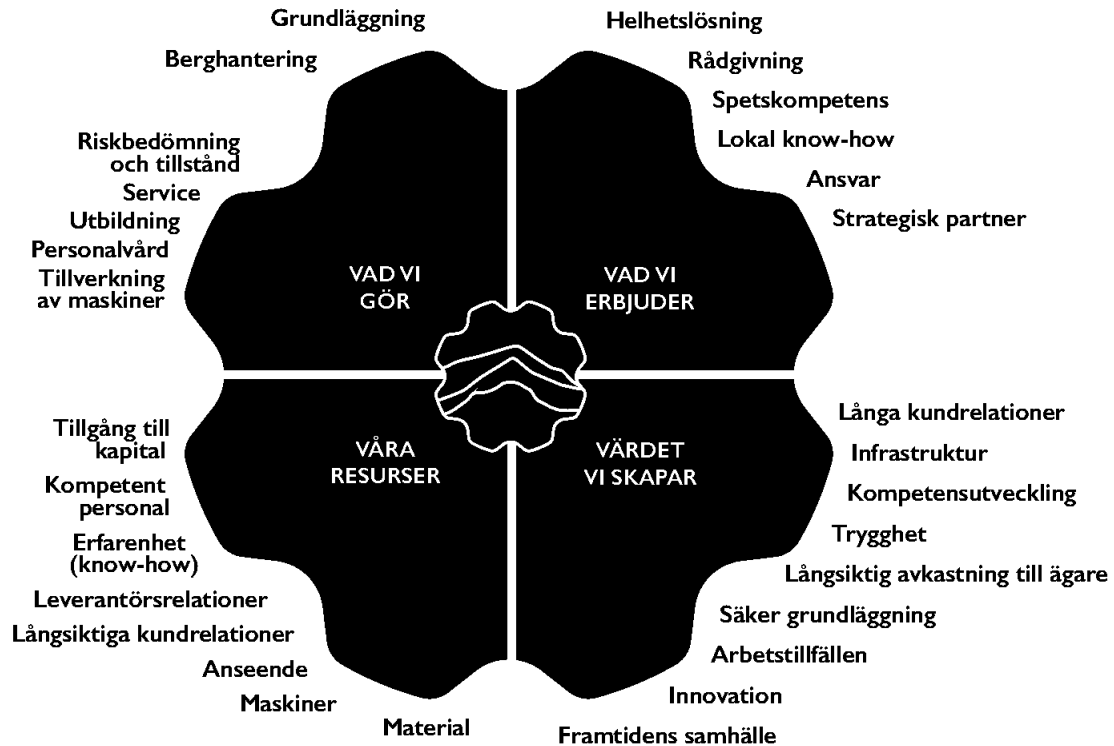 Grundläggning
Berghantering
Riskbedömning
och tillstånd
Service
Utbildning
Personalvård
Tillverkning
av maskiner
VAD VI
GÖR
Helhetslösning
Rådgivning
Spetskompetens
Lokal know-how
Ansvar
Strategisk partner
VAD VI
ERBJUDER
Tillgång till
kapital
Kompetent
personal
Erfarenhet
(know-how)
Leverantörsrelationer
Långsiktiga kundrelationer
Anseende
Maskiner
Material
VÅRA
RESURSER
VÄRDET
VI SKAPAR
Långa kundrelationer
Infrastruktur
Kompetensutveckling
Trygghet
Långsiktig avkastning till ägare
Säker grundläggning
Arbetstillfällen
Innovation
Framtidens samhälle